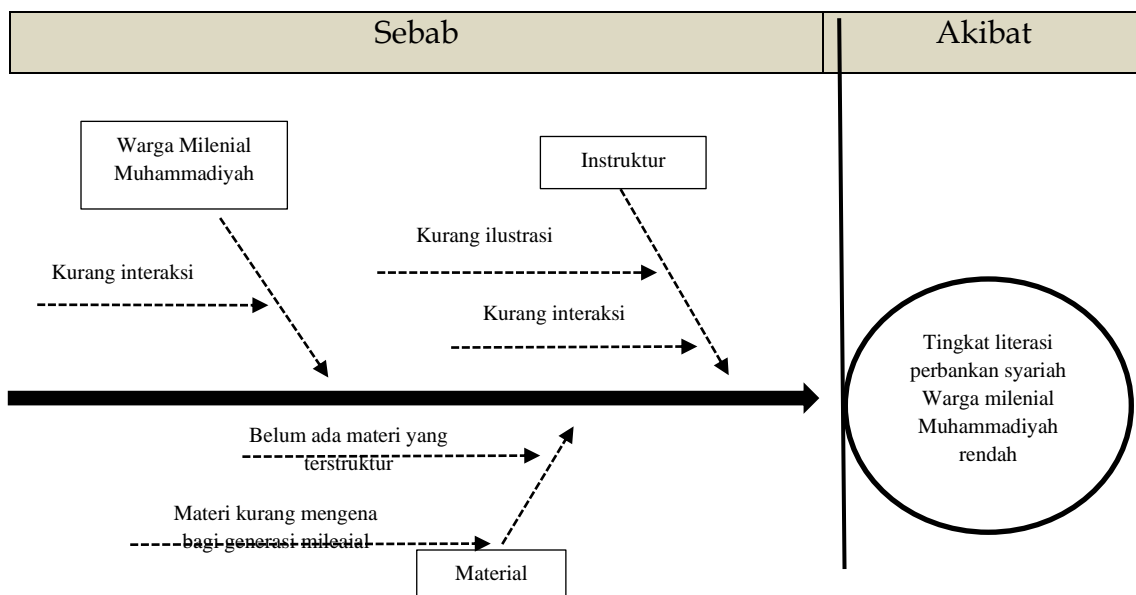 Sebab
Akibat
Warga Milenial
Muhammadiyah
Instruktur
Kurang ilustrasi
Kurang interaksi
Kurang interaksi
Tingkat literasi
perbankan syariah
Warga milenial
Muhammadiyah
rendah
Belum ada materi yang
terstruktur
Materi kurang mengena
bagi generasi mileaial
Material